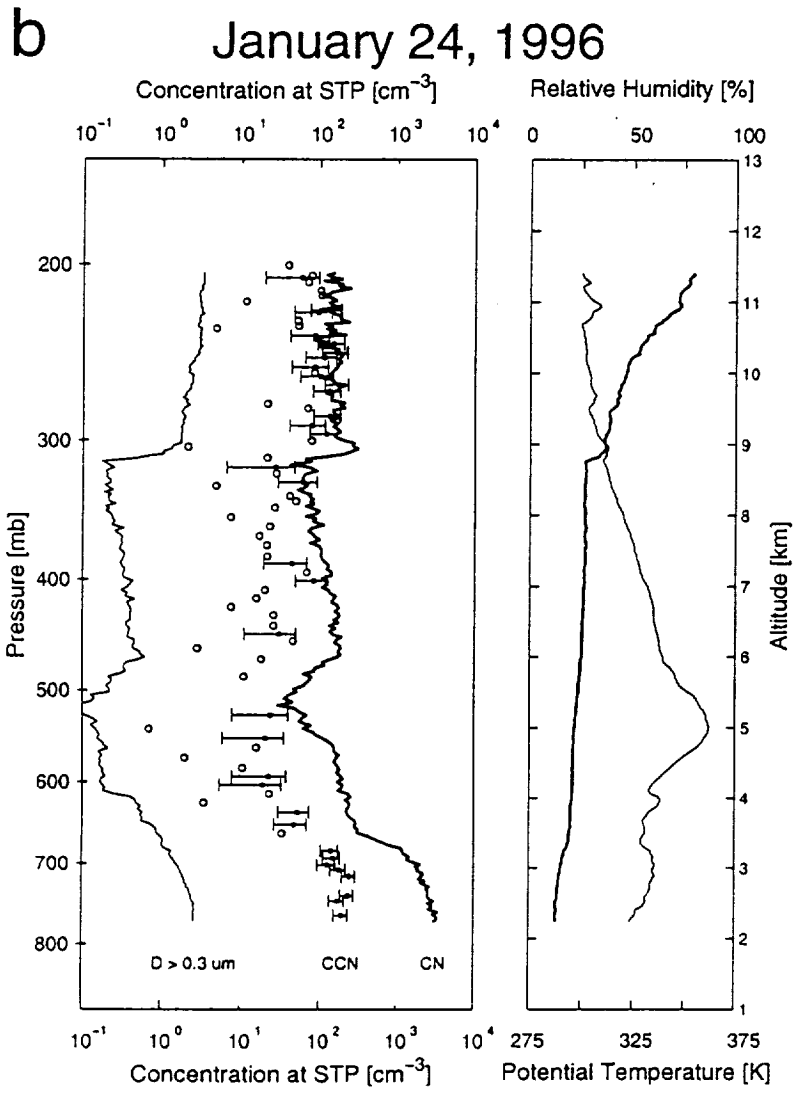 b
January 24, 1996
Concentration at STP [cm⁻³]
Relative Humidity [%]
10⁻¹ 10⁰ 10¹ 10² 10³ 10⁴
0 50 100
13
12
200
11
10
300
9
8
Pressure [mb]
Altitude [km]
400
7
6
500
5
600
4
700
3
800
2
D > 0.3 um CCN CN
1
10⁻¹ 10⁰ 10¹ 10² 10³ 10⁴
275 325 375
Concentration at STP [cm⁻³]
Potential Temperature [K]